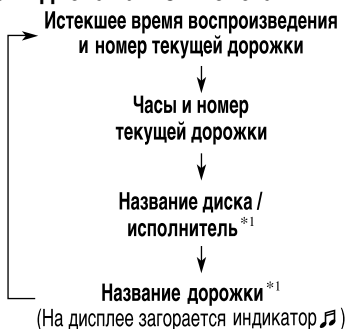 Истекшее время воспроизведения
и номер текущей дорожки
Часы и номер
текущей дорожки
Название диска /
исполнитель *1
Название дорожки *1
(На дисплее загорается индикатор ♫)